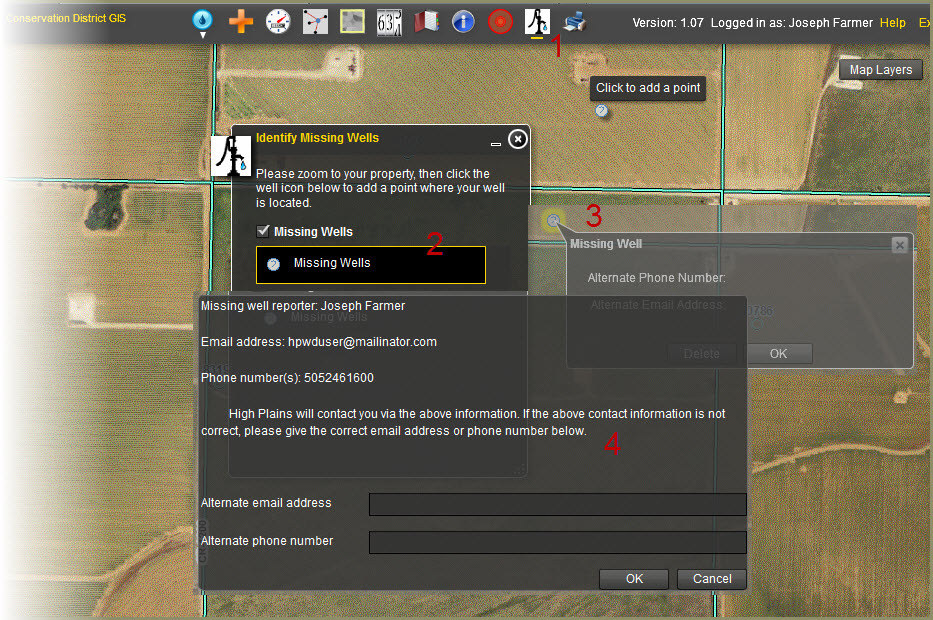 Conservation District GIS
Version: 1.07 Logged in as: Joseph Farmer Help Ex
1
Map Layers
Click to add a point
Identify Missing Wells
Please zoom to your property, then click the
well icon below to add a point where your well
is located.
Missing Wells
2
Missing Wells
3
Missing Well
Alternate Phone Number:
Alternate Email Address:
Delete
OK
Missing well reporter: Joseph Farmer
Missing Wells
Email address: hpwduser@mailinator.com
Phone number(s): 5052461600
High Plains will contact you via the above information. If the above contact information is not
correct, please give the correct email address or phone number below.
4
Alternate email address
Alternate phone number
OK
Cancel